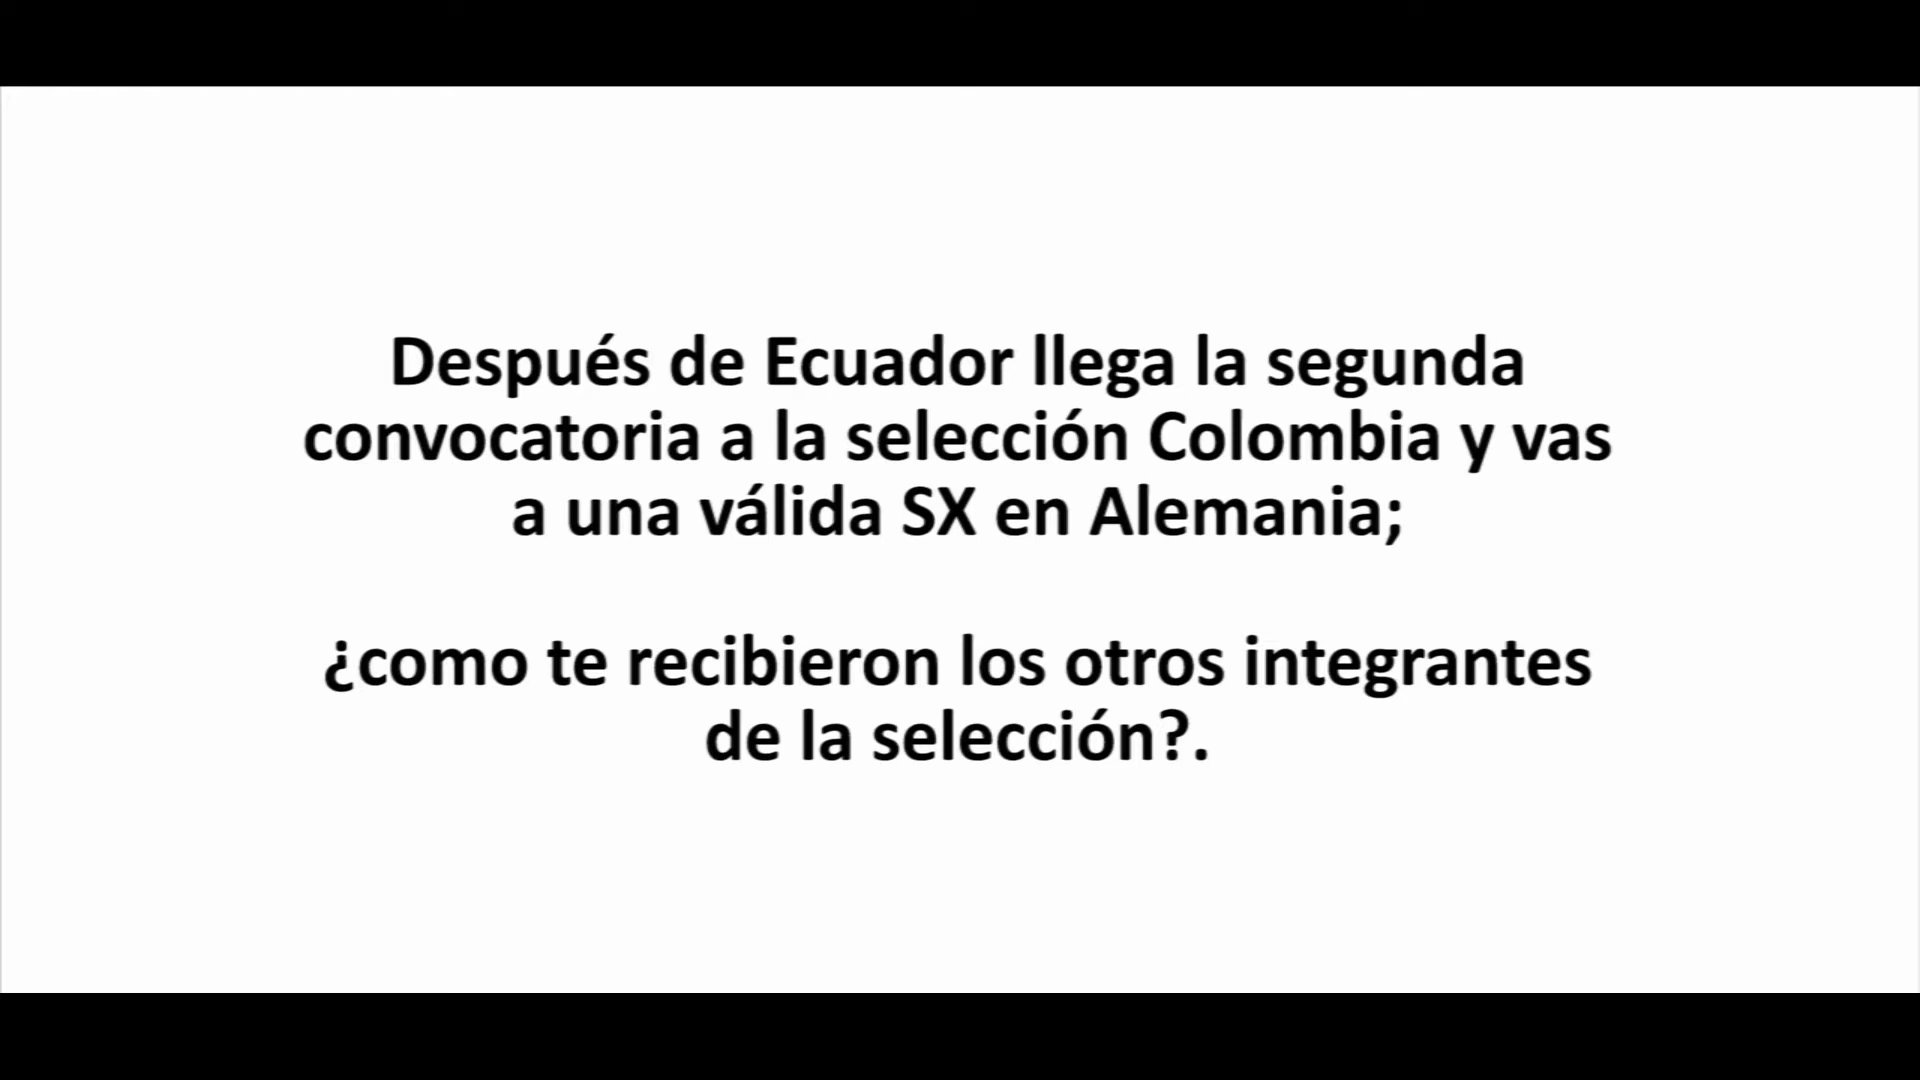 Después de Ecuador llega la segunda
convocatoria a la selección Colombia y vas
a una válida SX en Alemania;
¿como te recibieron los otros integrantes
de la selección?.